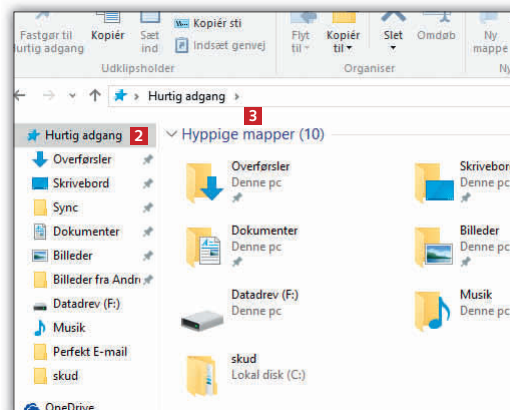 Fastgør til
Hurtig adgang
Kopiér
Sæt
ind
Kopiér sti
Indsæt genvej
Udklipsholder
Flyt
til
Kopiér
til
Slet
Omdøb
Organiser
Ny
mappe
Ny
Hurtig adgang
Hurtig adgang 2
Overførsler
Skrivebord
Sync
Dokumenter
Billeder
Billeder fra Andr
Datadrev (F:)
Musik
Perfekt E-mail
skud
OneDrive
3
Hyppige mapper (10)
Overførsler
Denne pc
Skrivebord
Denne pc
Dokumenter
Denne pc
Billeder
Denne pc
Datadrev (F:)
Denne pc
Musik
Denne pc
skud
Lokal disk (C:)